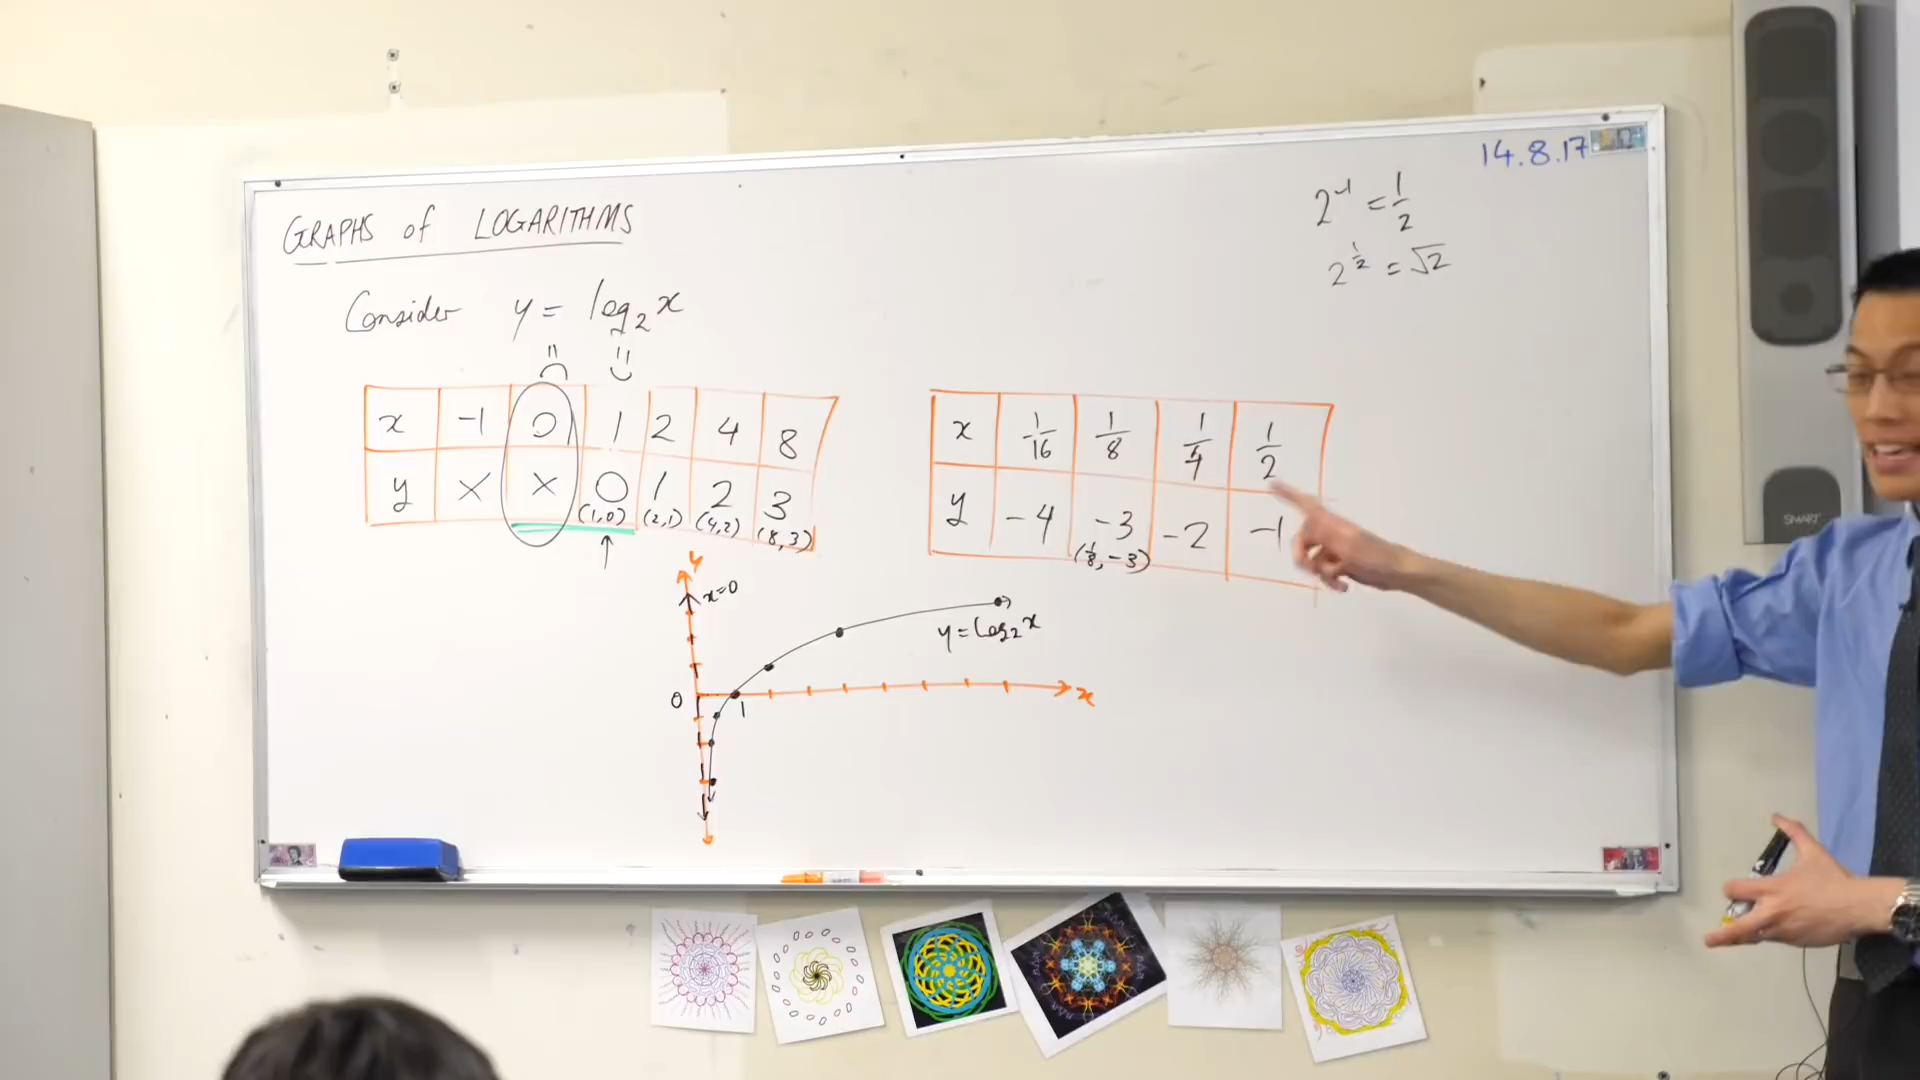 14.8.17
GRAPHS of LOGARITHMS
2⁻¹ = 1/2
2^(1/2) = √2
Consider y = log₂x
x -1 0 1 2 4 8
y × × 0 1 2 3
(1,0) (2,1) (4,2) (8,3)
x 1/16 1/8 1/4 1/2
y -4 -3 -2 -1
(1/8, -3)
y
x=0
y = log₂x
0
1
x
SMART